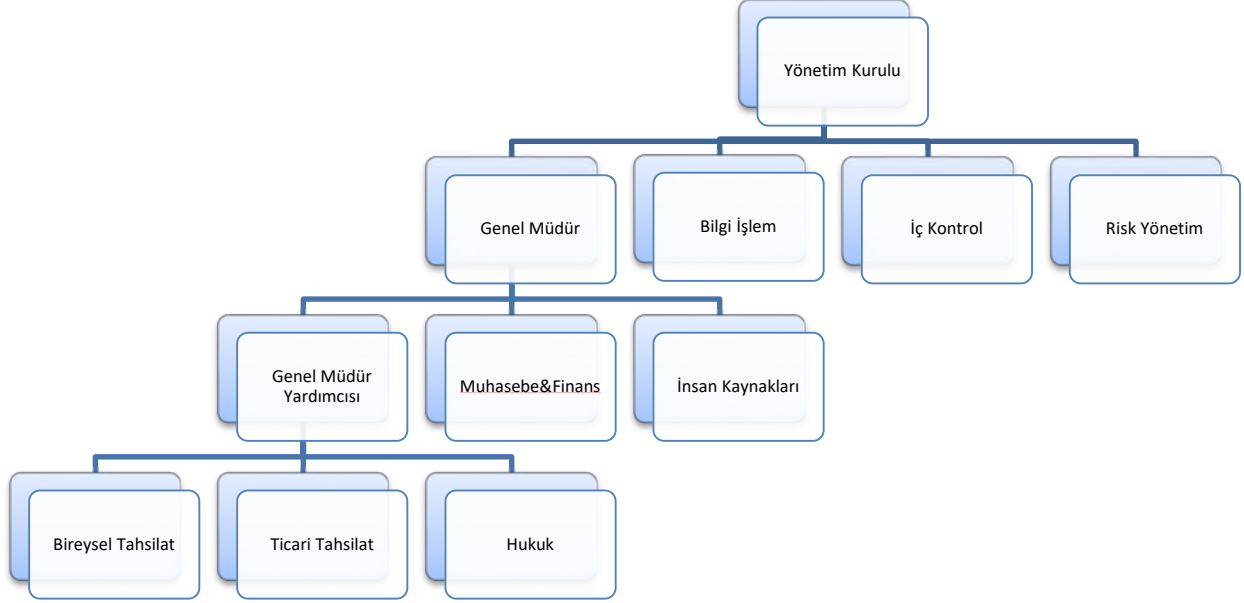 Yönetim Kurulu
Genel Müdür
Bilgi İşlem
İç Kontrol
Risk Yönetim
Genel Müdür
Yardımcısı
Muhasebe&Finans
İnsan Kaynakları
Bireysel Tahsilat
Ticari Tahsilat
Hukuk